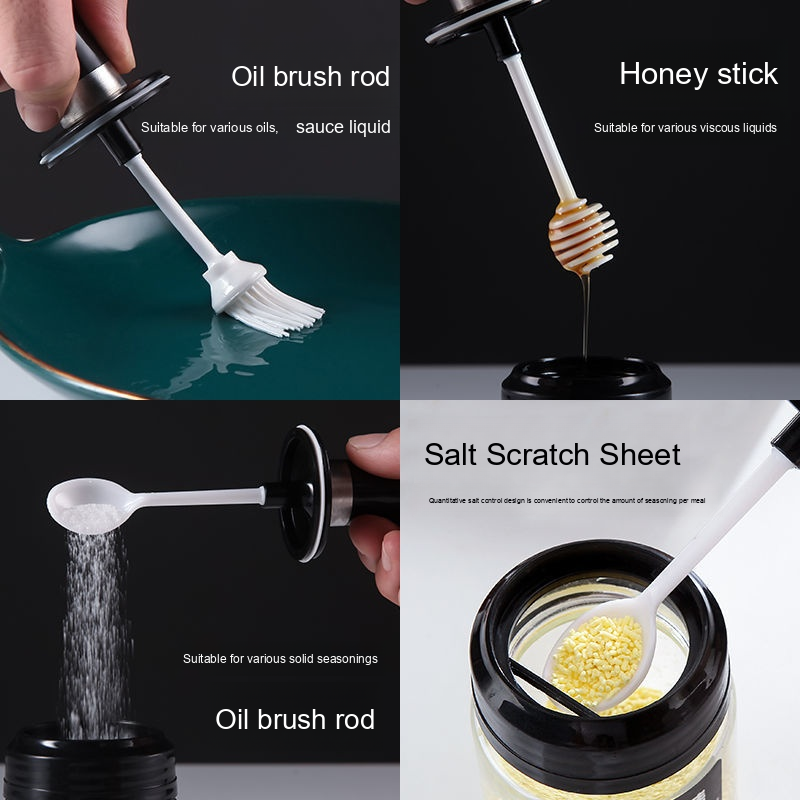 Oil brush rod
Suitable for various oils, sauce liquid
Honey stick
Suitable for various viscous liquids
Suitable for various solid seasonings
Oil brush rod
Salt Scratch Sheet
Quantitative salt control design is convenient to control the amount of seasoning per meal